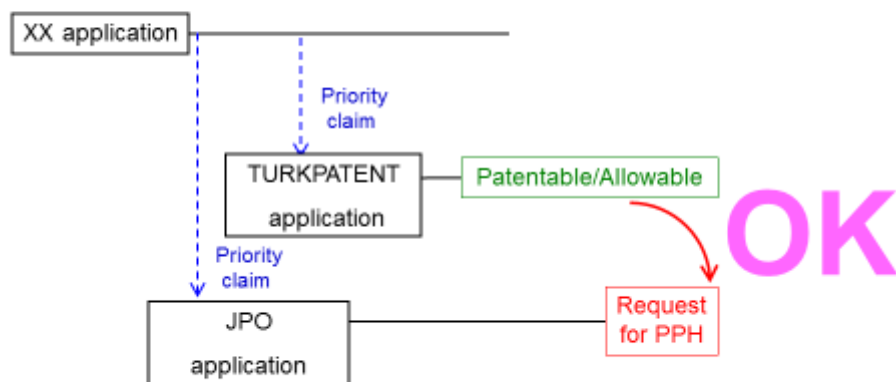 XX application
Priority
claim
TURKPATENT
application
Patentable/Allowable
OK
Priority
claim
JPO
application
Request
for PPH